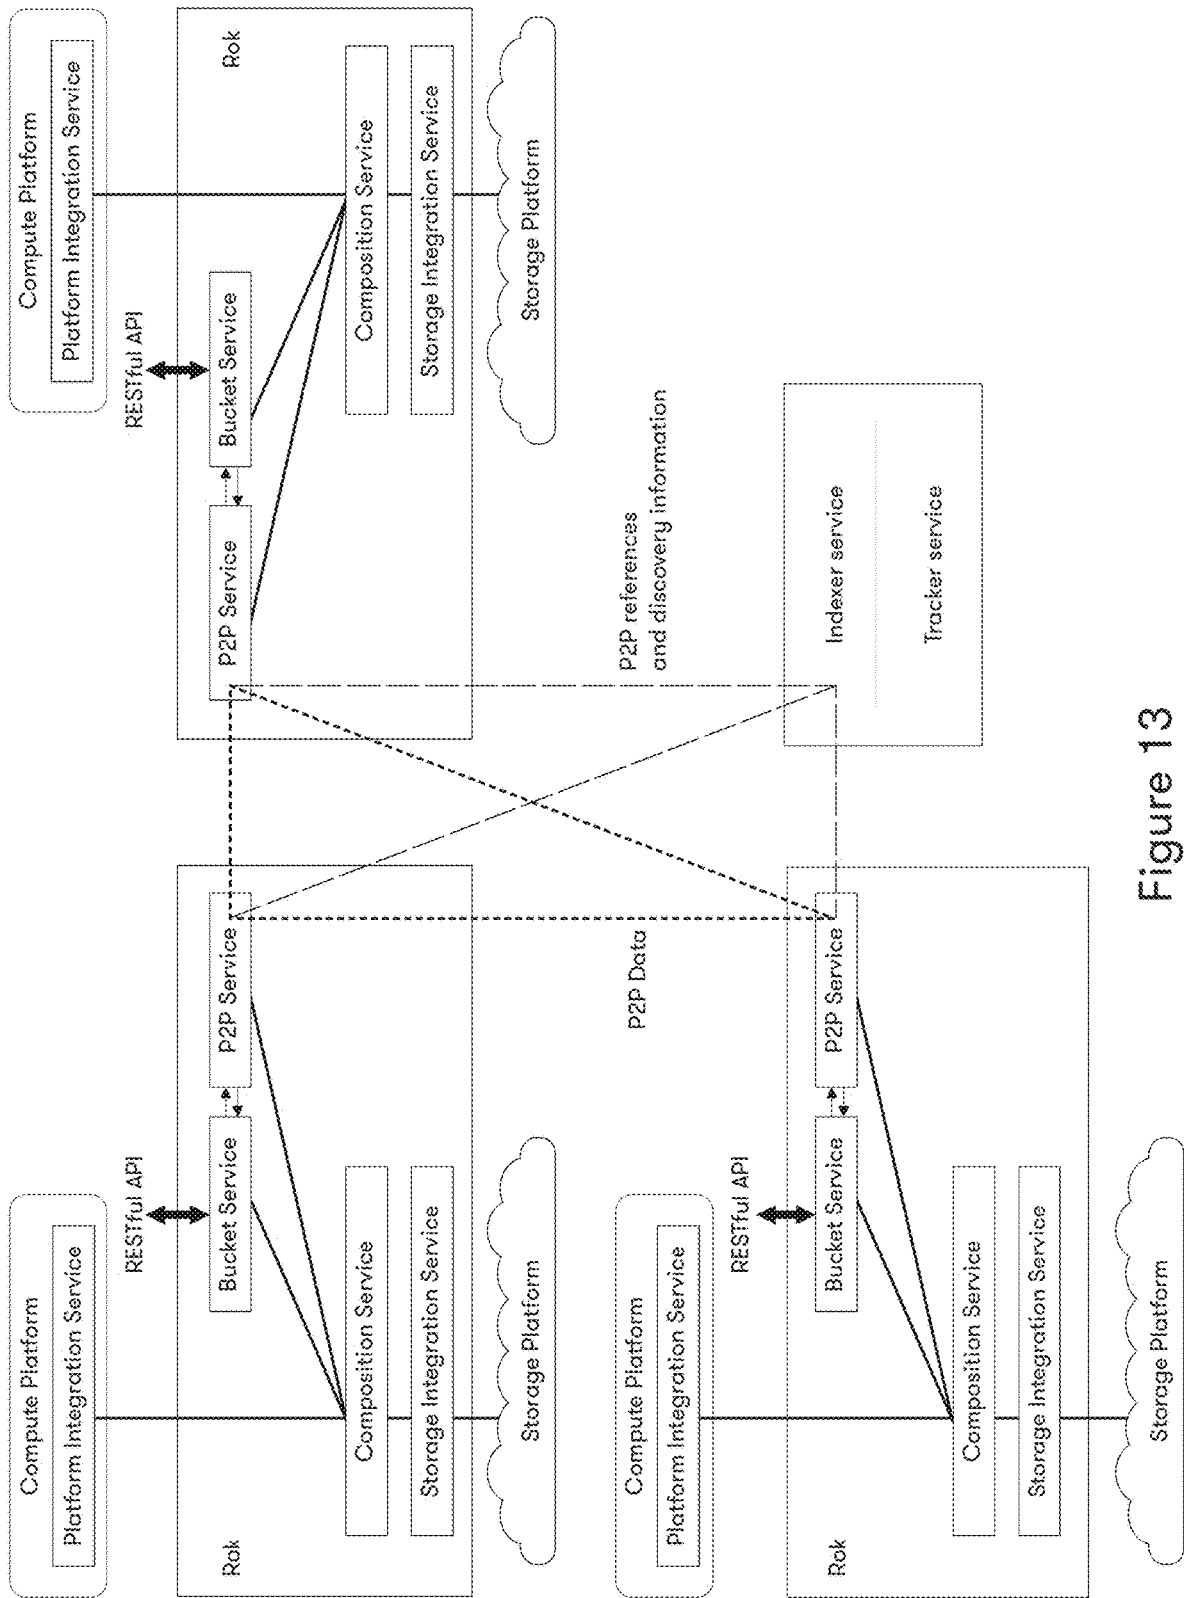 Compute Platform
Platform Integration Service
RESTful API
Rok
Bucket Service
P2P Service
Composition Service
Storage Integration Service
Storage Platform
Compute Platform
Platform Integration Service
RESTful API
Rok
P2P Service
Bucket Service
Composition Service
Storage Integration Service
Storage Platform
P2P Data
P2P references
and discovery information
Compute Platform
Platform Integration Service
RESTful API
Rok
Bucket Service
P2P Service
Composition Service
Storage Integration Service
Storage Platform
Indexer service
Tracker service
Figure 13